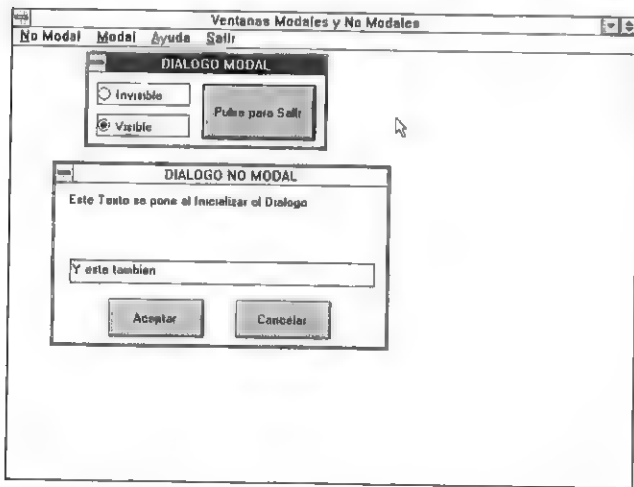 Ventanas Modales y No Modales
No Modal Modal Ayuda Salir
DIALOGO MODAL
Invisible
Visible
Pulse para Salir
DIALOGO NO MODAL
Este Texto se pone al Inicializar el Dialogo
Y este tambien
Aceptar
Cancelar